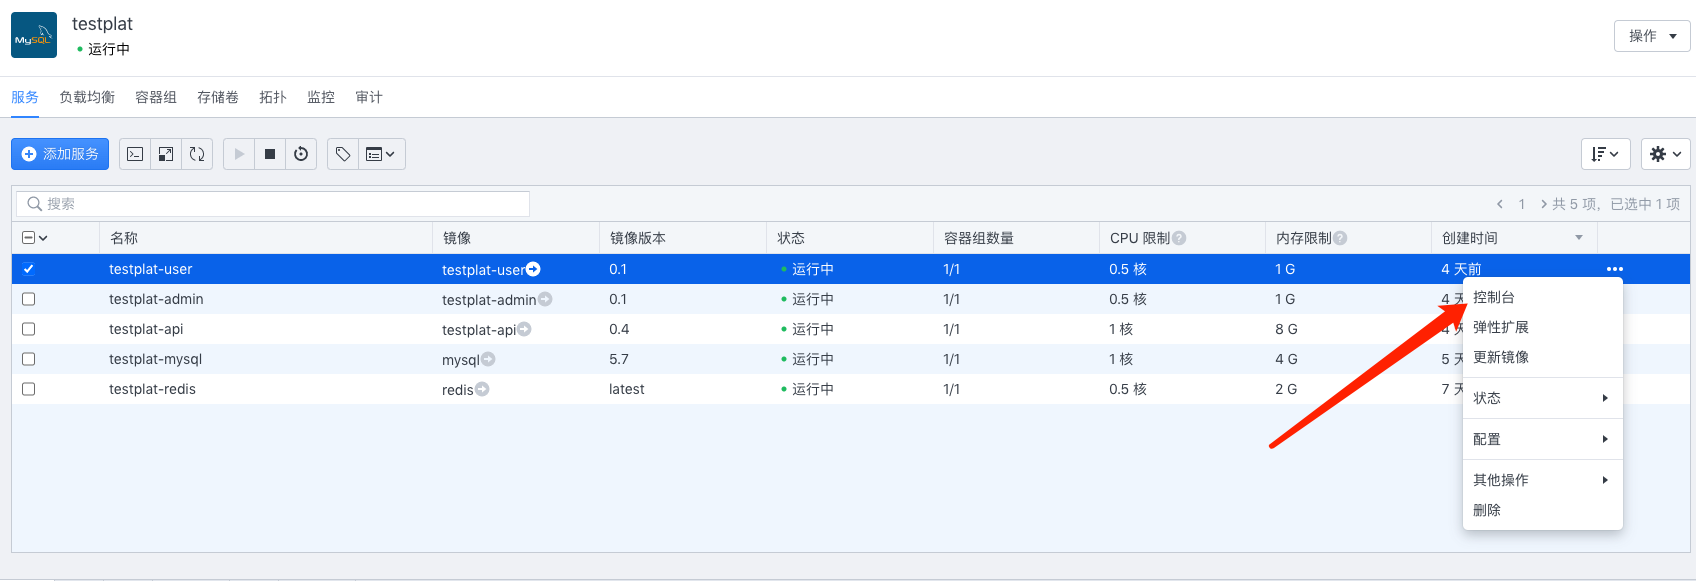 testplat
MySQL
运行中
操作
服务 负载均衡 容器组 存储卷 拓扑 监控 审计
添加服务
搜索
1 共 5 项，已选中 1 项
名称 镜像 镜像版本 状态 容器组数量 CPU 限制 内存限制 创建时间
testplat-user testplat-user 0.1 运行中 1/1 0.5 核 1 G 4 天前
testplat-admin testplat-admin 0.1 运行中 1/1 0.5 核 1 G 4 天
testplat-api testplat-api 0.4 运行中 1/1 1 核 8 G 4 天
testplat-mysql mysql 5.7 运行中 1/1 1 核 4 G 5 天
testplat-redis redis latest 运行中 1/1 0.5 核 2 G 7 天
控制台
弹性扩展
更新镜像
状态
配置
其他操作
删除